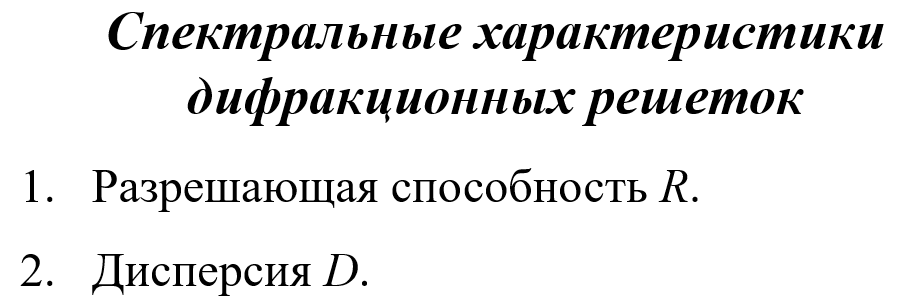 Спектральные характеристики
дифракционных решеток
1. Разрешающая способность R.
2. Дисперсия D.